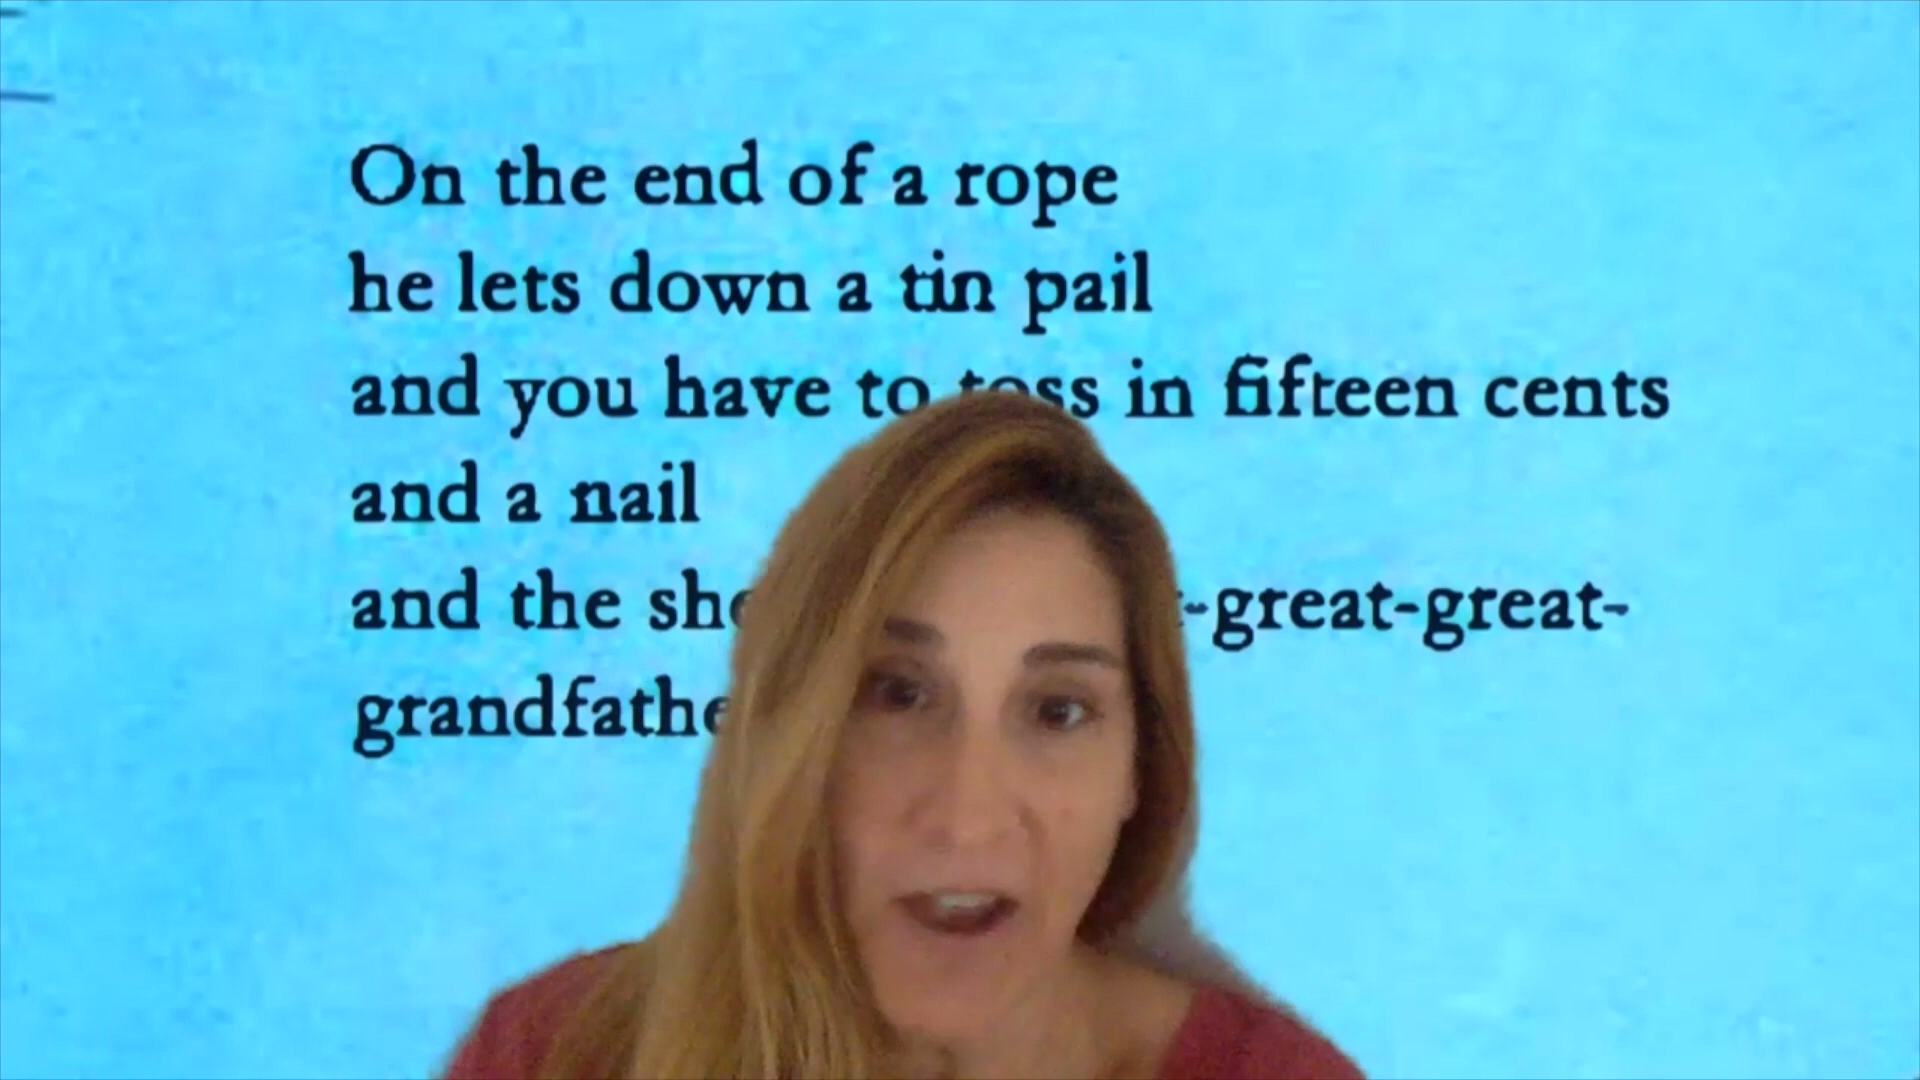 On the end of a rope
he lets down a tin pail
and you have to toss in fifteen cents
and a nail
and the -great-great-